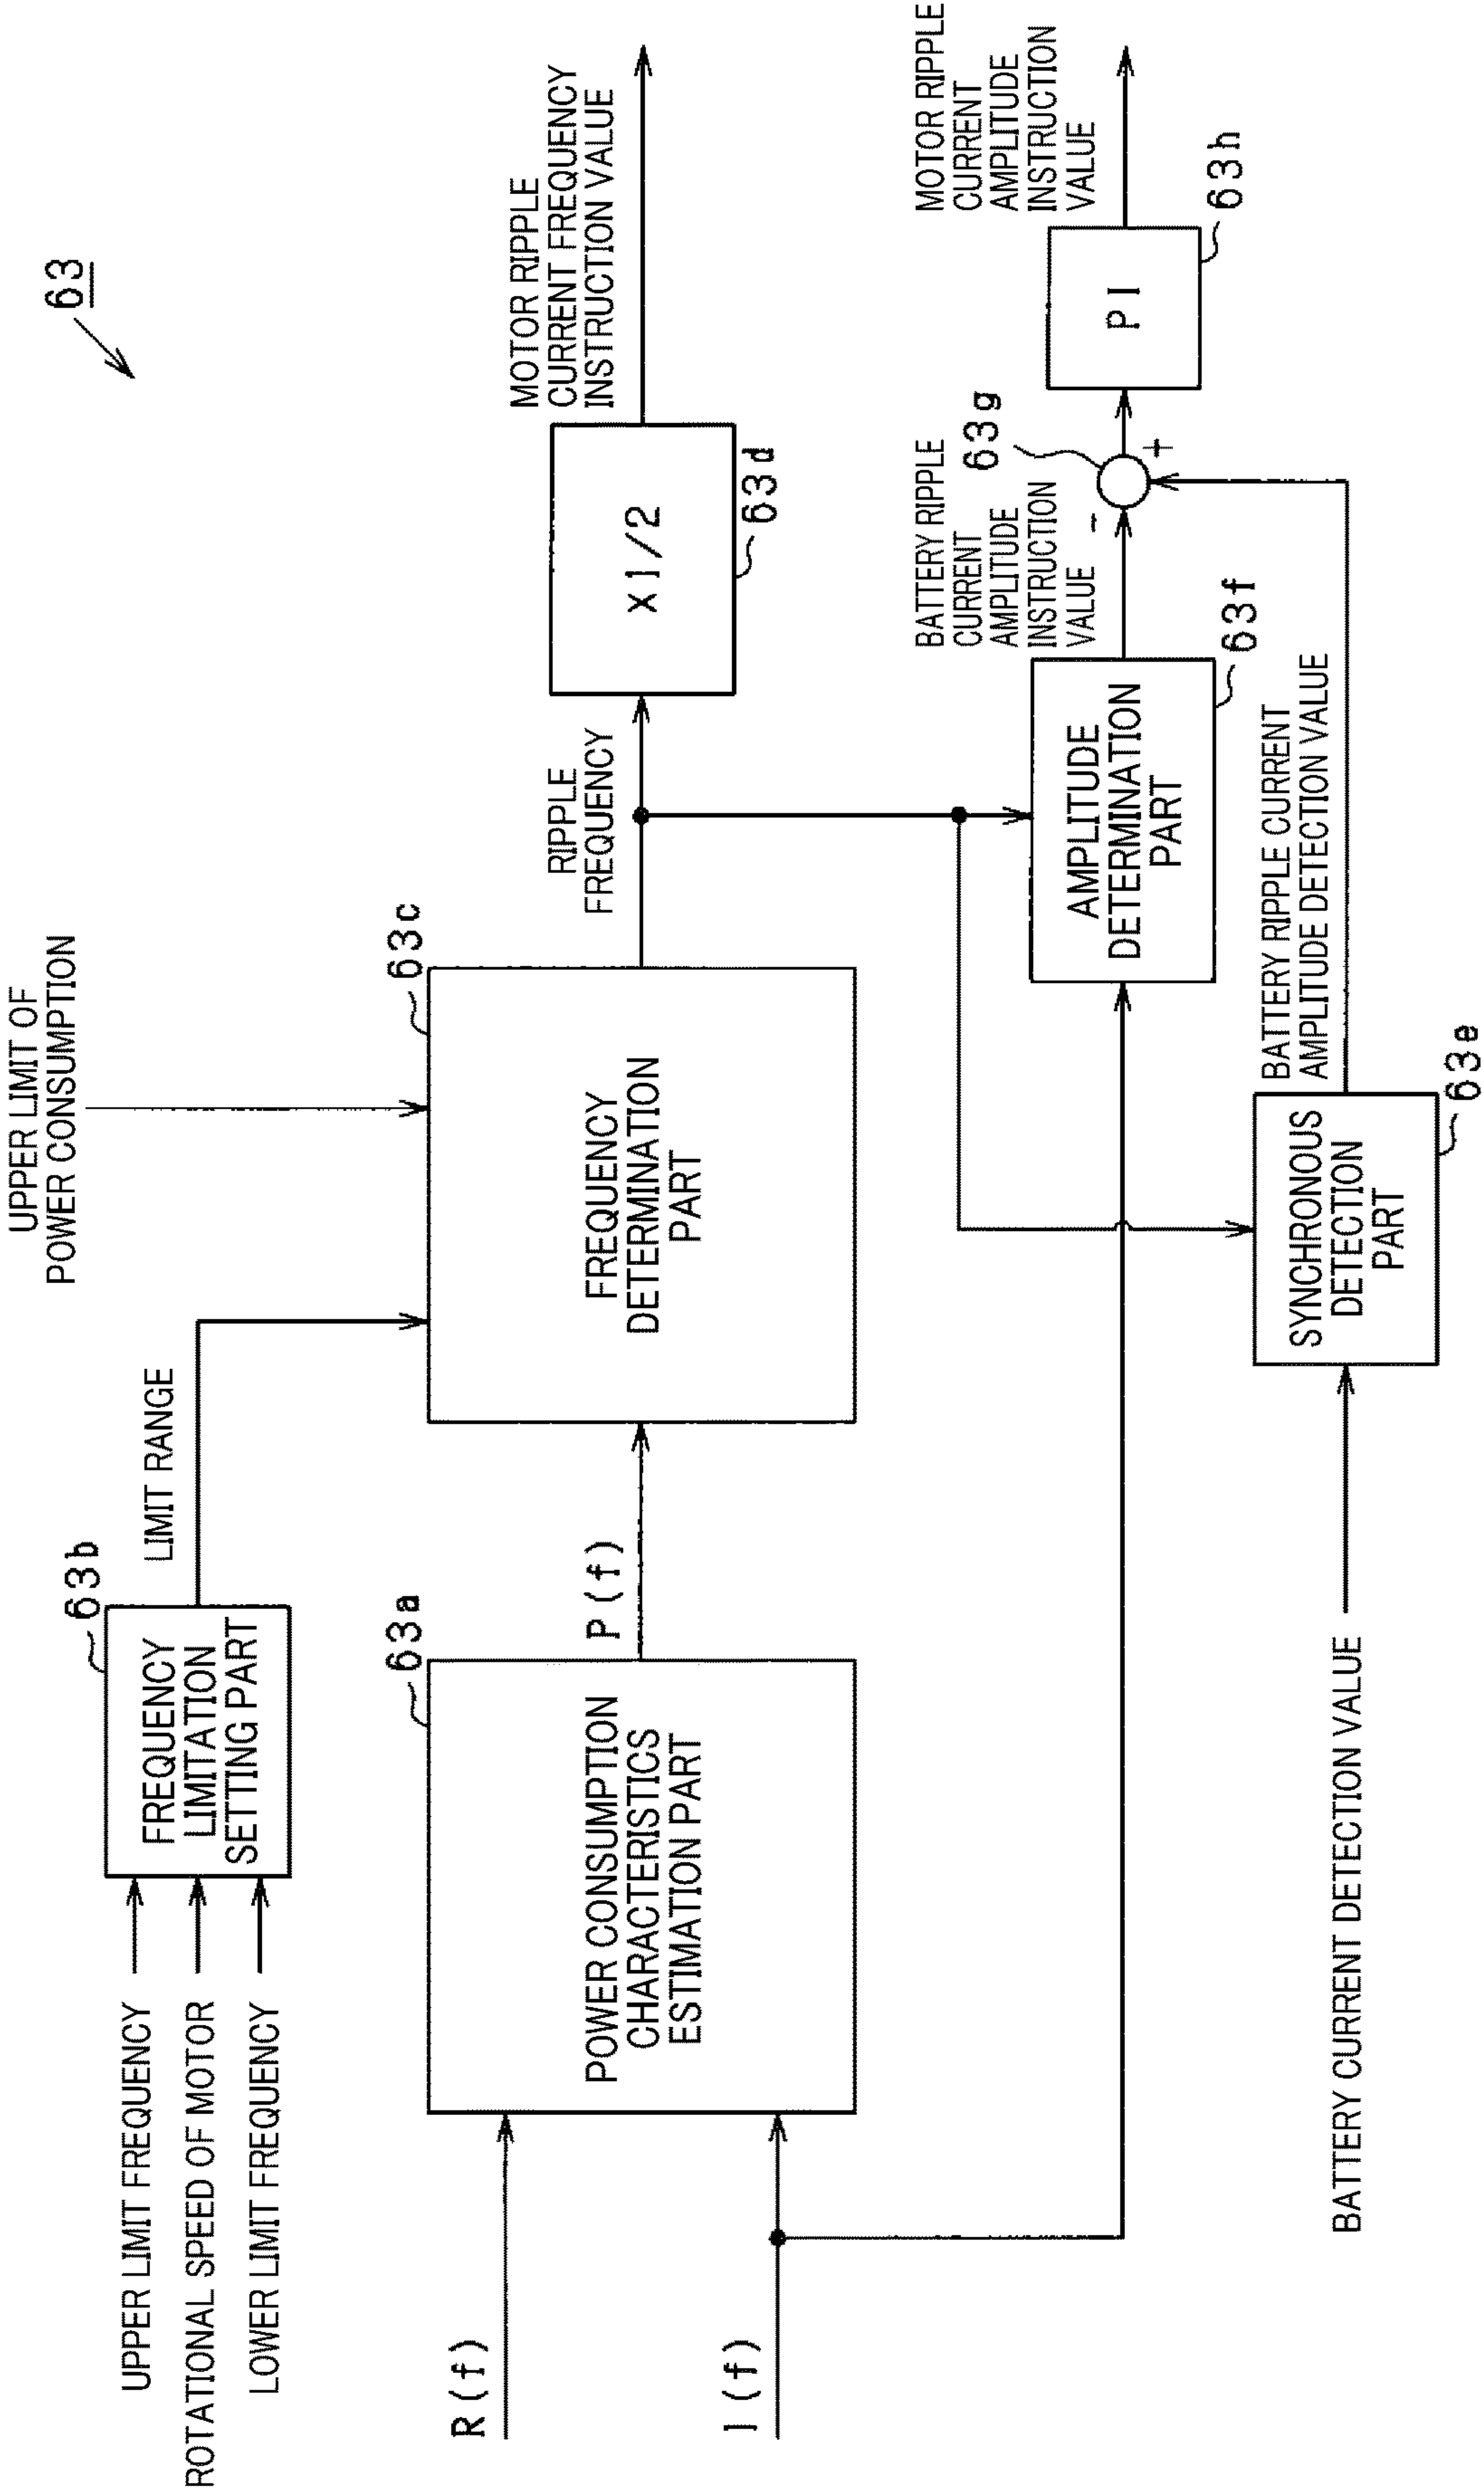 63
UPPER LIMIT FREQUENCY
ROTATIONAL SPEED OF MOTOR
LOWER LIMIT FREQUENCY
FREQUENCY
LIMITATION
SETTING PART
63b
LIMIT RANGE
UPPER LIMIT OF
POWER CONSUMPTION
R(f)
I(f)
POWER CONSUMPTION
CHARACTERISTICS
ESTIMATION PART
63a
P(f)
FREQUENCY
DETERMINATION
PART
63c
RIPPLE
FREQUENCY
X1/2
63d
MOTOR RIPPLE
CURRENT FREQUENCY
INSTRUCTION VALUE
AMPLITUDE
DETERMINATION
PART
63f
BATTERY RIPPLE
CURRENT
AMPLITUDE
INSTRUCTION
VALUE
63g
-
+
PI
63h
MOTOR RIPPLE
CURRENT
AMPLITUDE
INSTRUCTION
VALUE
BATTERY CURRENT DETECTION VALUE
SYNCHRONOUS
DETECTION
PART
63e
BATTERY RIPPLE CURRENT
AMPLITUDE DETECTION VALUE